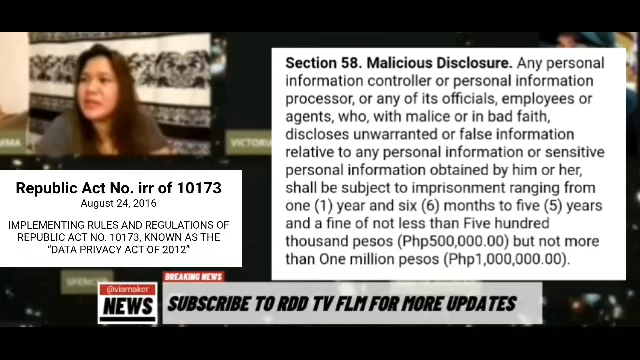 Section 58. Malicious Disclosure. Any personal
information controller or personal information
processor, or any of its officials, employees or
agents, who, with malice or in bad faith,
discloses unwarranted or false information
relative to any personal information or sensitive
personal information obtained by him or her,
shall be subject to imprisonment ranging from
one (1) year and six (6) months to five (5) years
and a fine of not less than Five hundred
thousand pesos (Php500,000.00) but not more
than One million pesos (Php1,000,000.00).
VICTORIA
Republic Act No. irr of 10173
August 24, 2016
IMPLEMENTING RULES AND REGULATIONS OF
REPUBLIC ACT NO. 10173, KNOWN AS THE
“DATA PRIVACY ACT OF 2012”
SPENCER
BREAKING NEWS
@viamaker
NEWS
SUBSCRIBE TO RDD TV FLM FOR MORE UPDATES